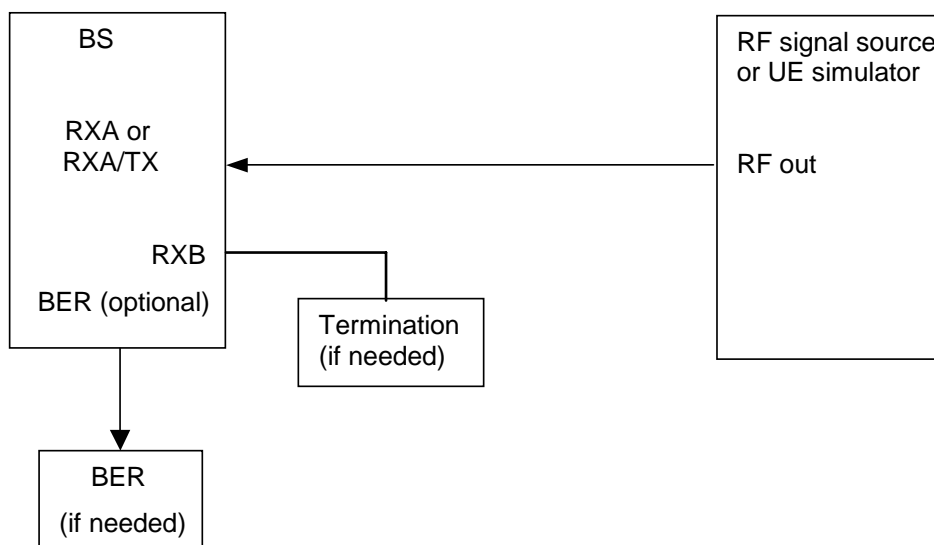 BS
RXA or
RXA/TX
RXB
BER (optional)
Termination
(if needed)
BER
(if needed)
RF signal source
or UE simulator
RF out